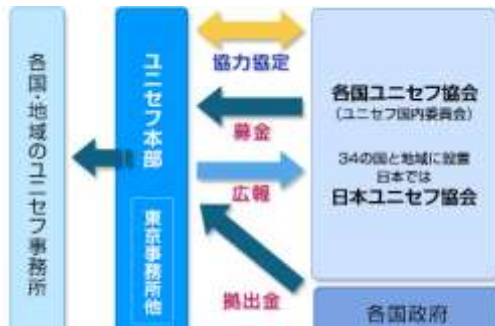 各国・地域のユニセフ事務所
ユニセフ本部
東京事務所他
協力協定
募金
広報
拠出金
各国ユニセフ協会
(ユニセフ国内委員会)
34の国と地域に設置
日本では
日本ユニセフ協会
各国政府